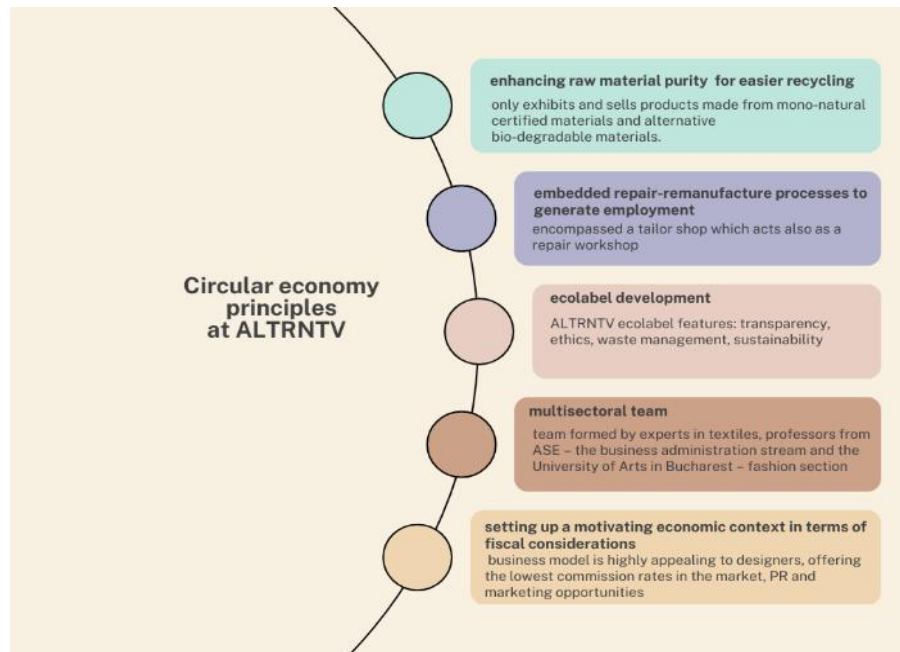 Circular economy
principles
at ALTRNTV
enhancing raw material purity for easier recycling
only exhibits and sells products made from mono-natural
certified materials and alternative
bio-degradable materials.
embedded repair-remanufacture processes to
generate employment
encompassed a tailor shop which acts also as a
repair workshop
ecolabel development
ALTRNTV ecolabel features: transparency,
ethics, waste management, sustainability
multisectoral team
team formed by experts in textiles, professors from
ASE – the business administration stream and the
University of Arts in Bucharest – fashion section
setting up a motivating economic context in terms of
fiscal considerations
business model is highly appealing to designers, offering
the lowest commission rates in the market, PR and
marketing opportunities